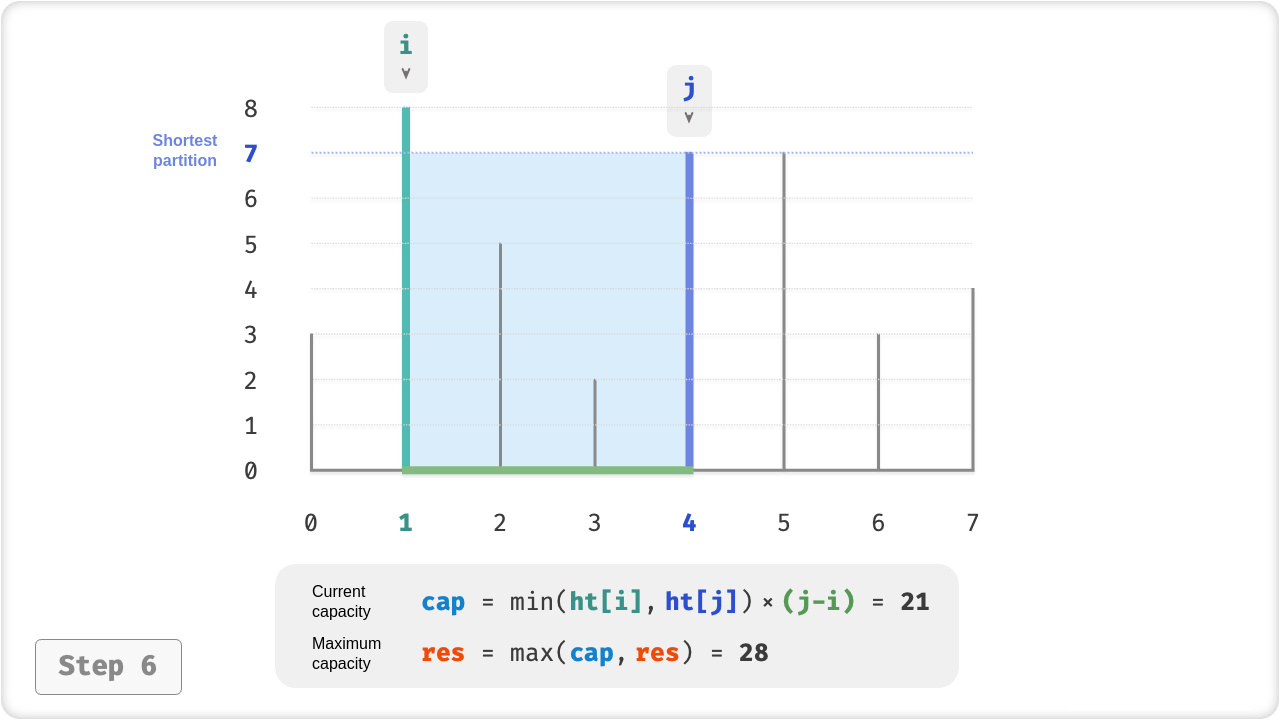 i
j
8
Shortest
partition
7
6
5
4
3
2
1
0
0 1 2 3 4 5 6 7
Current
capacity
cap = min(ht[i], ht[j]) × (j-i) = 21
Maximum
capacity
res = max(cap, res) = 28
Step 6